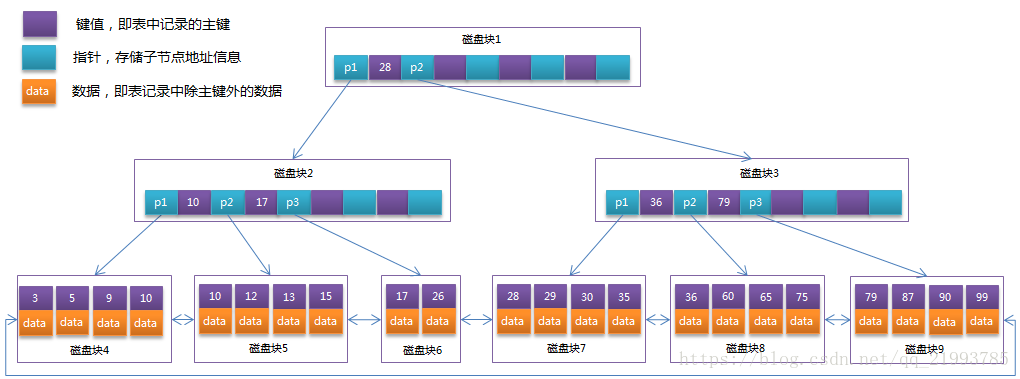 键值，即表中记录的主键
指针，存储子节点地址信息
data 数据，即表记录中除主键外的数据
磁盘块1
p1 28 p2
磁盘块2
p1 10 p2 17 p3
磁盘块3
p1 36 p2 79 p3
3 5 9 10
data data data data
磁盘块4
10 12 13 15
data data data data
磁盘块5
17 26
data data
磁盘块6
28 29 30 35
data data data data
磁盘块7
36 60 65 75
data data data data
磁盘块8
79 87 90 99
data data data data
磁盘块9
https://blog.csdn.net/qq_21993785